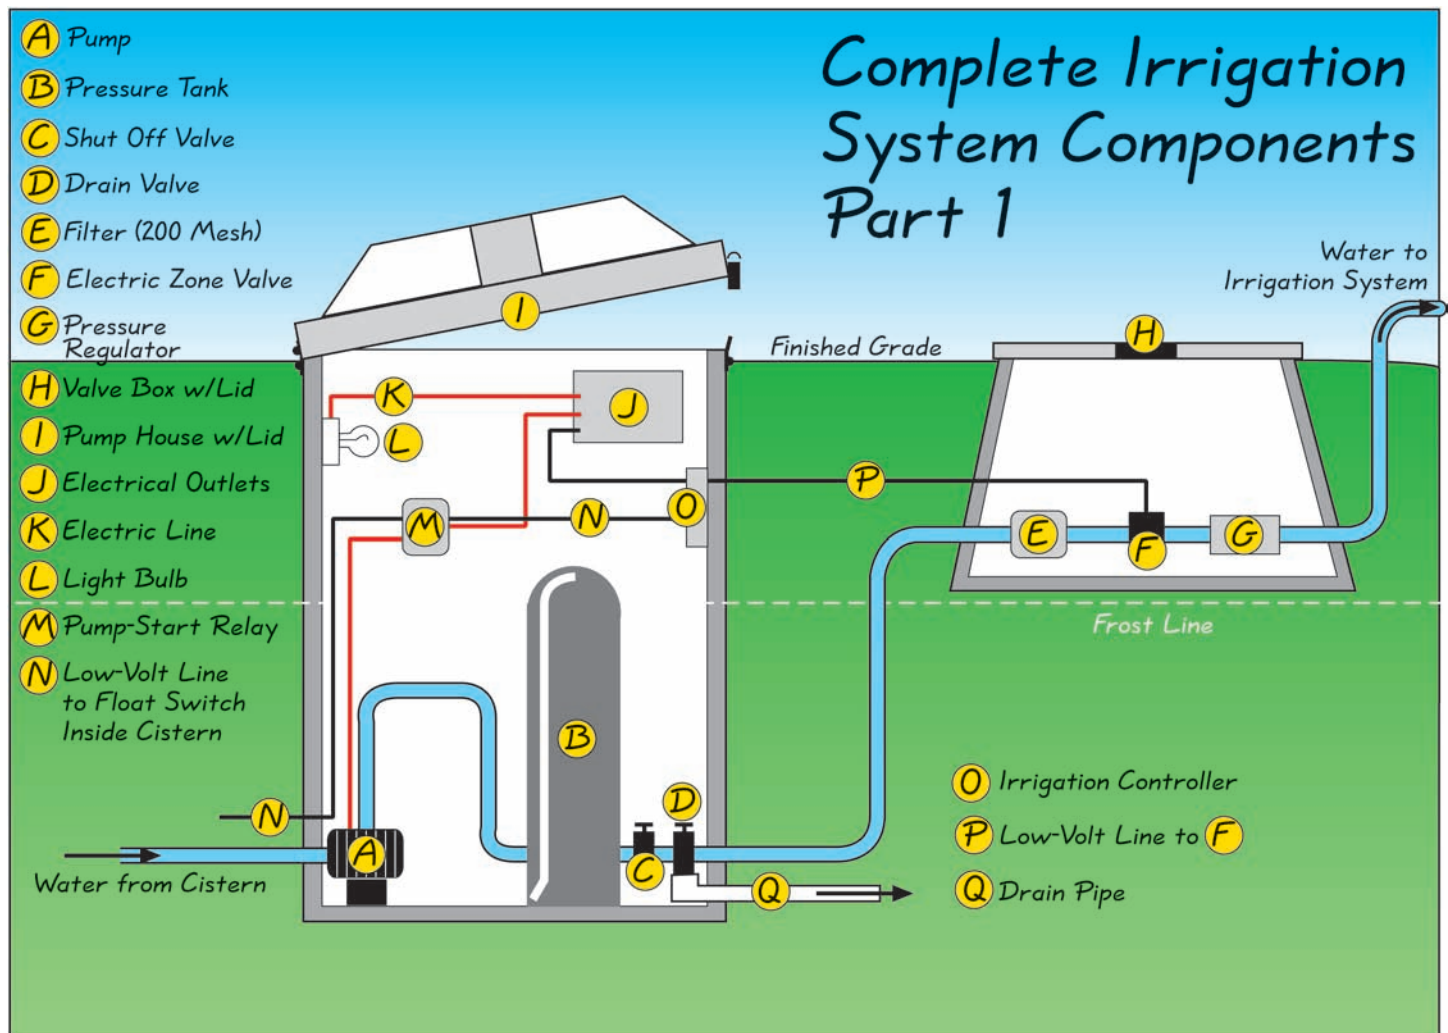 Complete Irrigation
System Components
Part 1
A Pump
B Pressure Tank
C Shut Off Valve
D Drain Valve
E Filter (200 Mesh)
F Electric Zone Valve
G Pressure
Regulator
H Valve Box w/Lid
I Pump House w/Lid
J Electrical Outlets
K Electric Line
L Light Bulb
M Pump-Start Relay
N Low-Volt Line
to Float Switch
Inside Cistern
Water to
Irrigation System
I
H
Finished Grade
K
J
L
P
M
N
O
E
F
G
Frost Line
B
N
A
D
C
Water from Cistern
Q
O Irrigation Controller
P Low-Volt Line to F
Q Drain Pipe